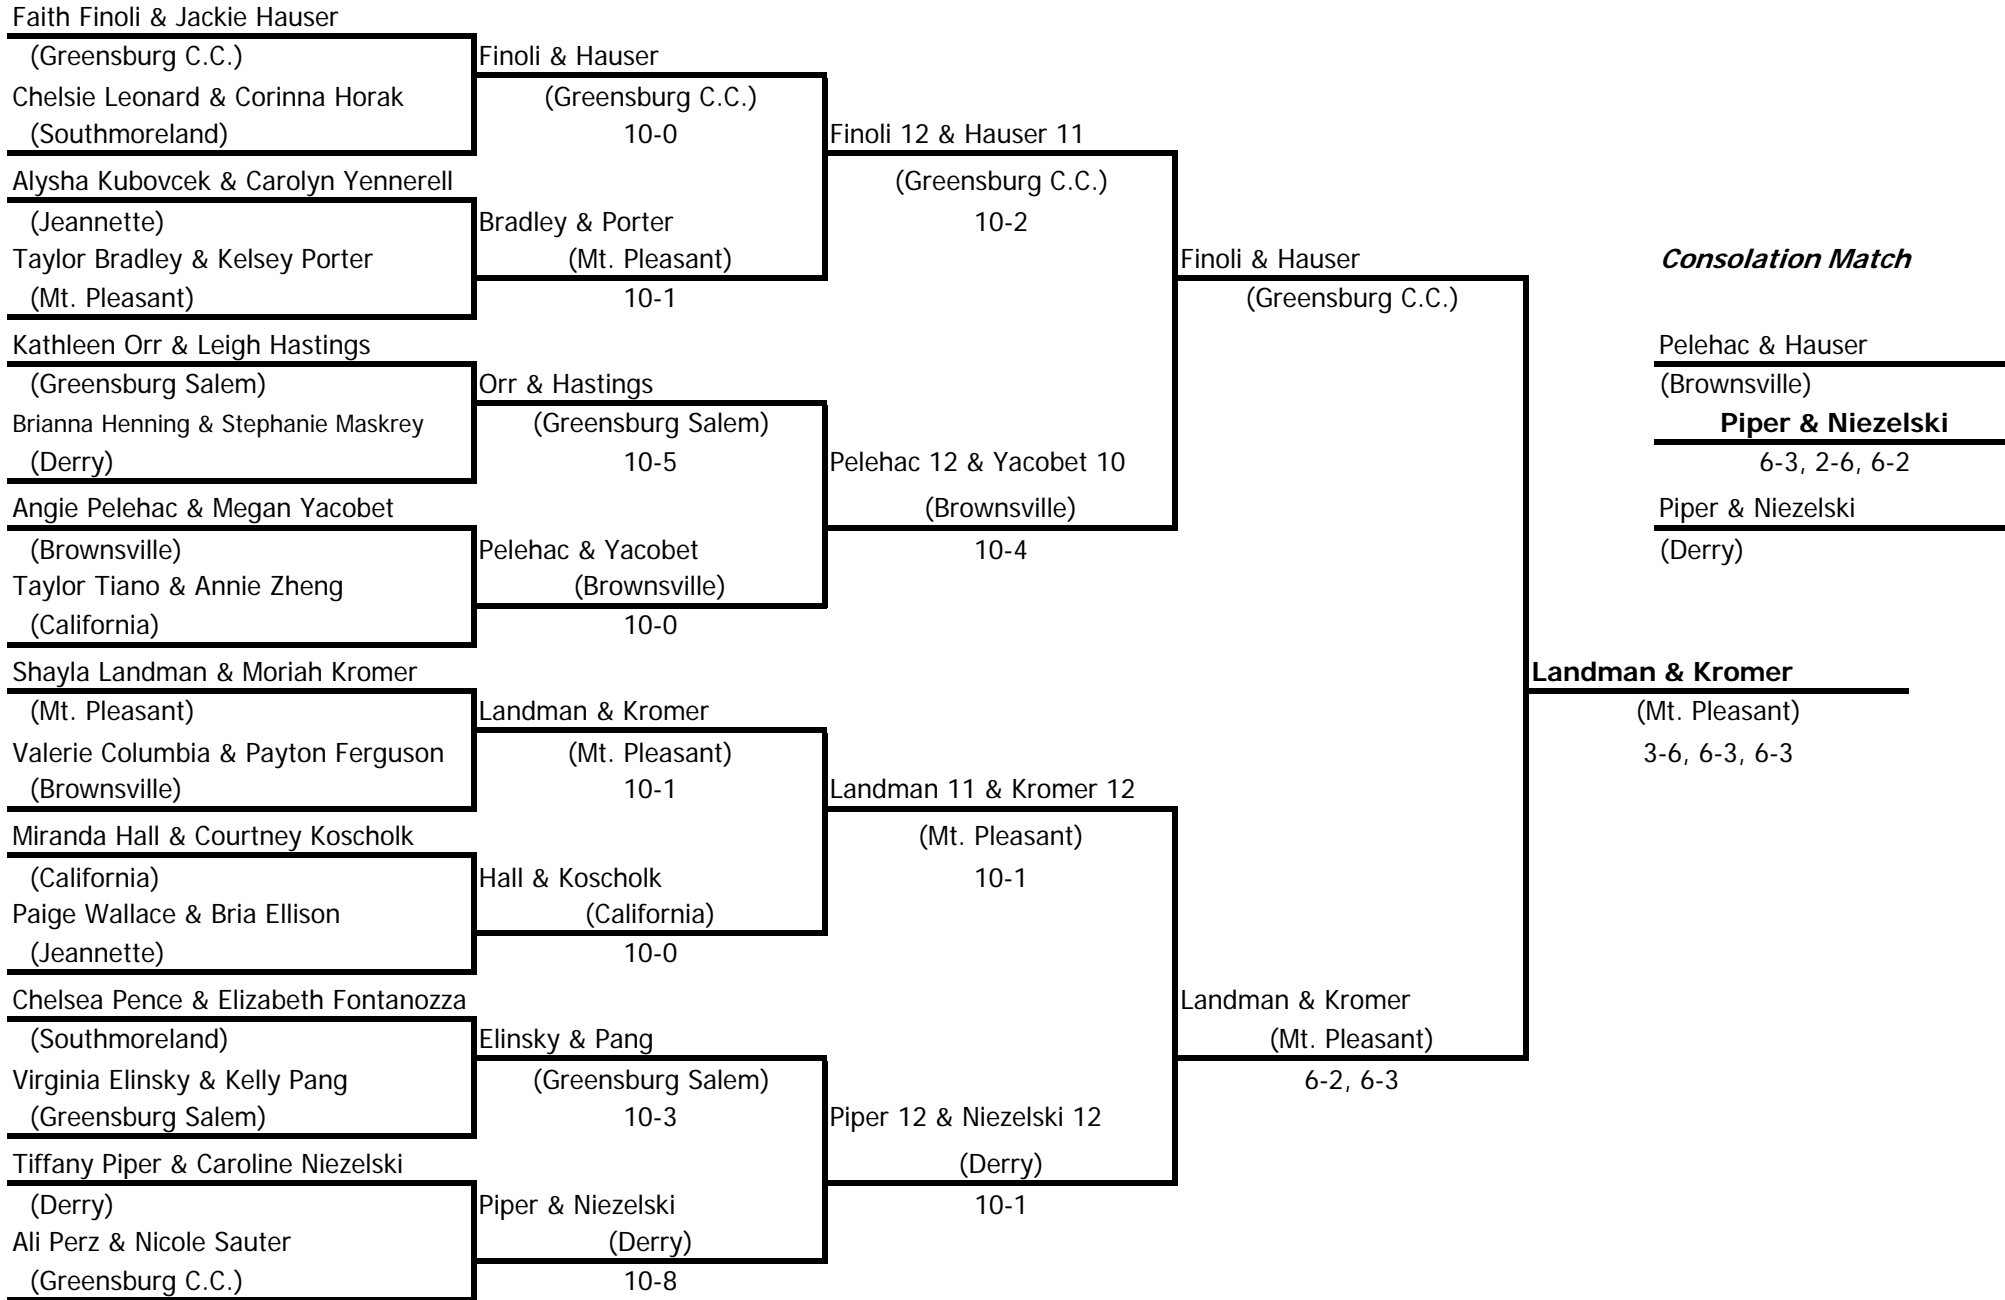 Faith Finoli & Jackie Hauser
(Greensburg C.C.)
Chelsie Leonard & Corinna Horak
(Southmoreland)
Alysha Kubovcek & Carolyn Yennerell
(Jeannette)
Taylor Bradley & Kelsey Porter
(Mt. Pleasant)
Kathleen Orr & Leigh Hastings
(Greensburg Salem)
Brianna Henning & Stephanie Maskrey
(Derry)
Angie Pelehac & Megan Yacobet
(Brownsville)
Taylor Tiano & Annie Zheng
(California)
Shayla Landman & Moriah Kromer
(Mt. Pleasant)
Valerie Columbia & Payton Ferguson
(Brownsville)
Miranda Hall & Courtney Koscholk
(California)
Paige Wallace & Bria Ellison
(Jeannette)
Chelsea Pence & Elizabeth Fontanozza
(Southmoreland)
Virginia Elinsky & Kelly Pang
(Greensburg Salem)
Tiffany Piper & Caroline Niezelski
(Derry)
Ali Perz & Nicole Sauter
(Greensburg C.C.)
Finoli & Hauser
(Greensburg C.C.)
10-0
Bradley & Porter
(Mt. Pleasant)
10-1
Orr & Hastings
(Greensburg Salem)
10-5
Pelehac & Yacobet
(Brownsville)
10-0
Landman & Kromer
(Mt. Pleasant)
10-1
Hall & Koscholk
(California)
10-0
Elinsky & Pang
(Greensburg Salem)
10-3
Piper & Niezelski
(Derry)
10-8
Finoli 12 & Hauser 11
(Greensburg C.C.)
10-2
Pelehac 12 & Yacobet 10
(Brownsville)
10-4
Landman 11 & Kromer 12
(Mt. Pleasant)
10-1
Piper 12 & Niezelski 12
(Derry)
10-1
Finoli & Hauser
(Greensburg C.C.)
Landman & Kromer
(Mt. Pleasant)
6-2, 6-3
Landman & Kromer
(Mt. Pleasant)
3-6, 6-3, 6-3
Consolation Match
Pelehac & Hauser
(Brownsville)
Piper & Niezelski
6-3, 2-6, 6-2
Piper & Niezelski
(Derry)